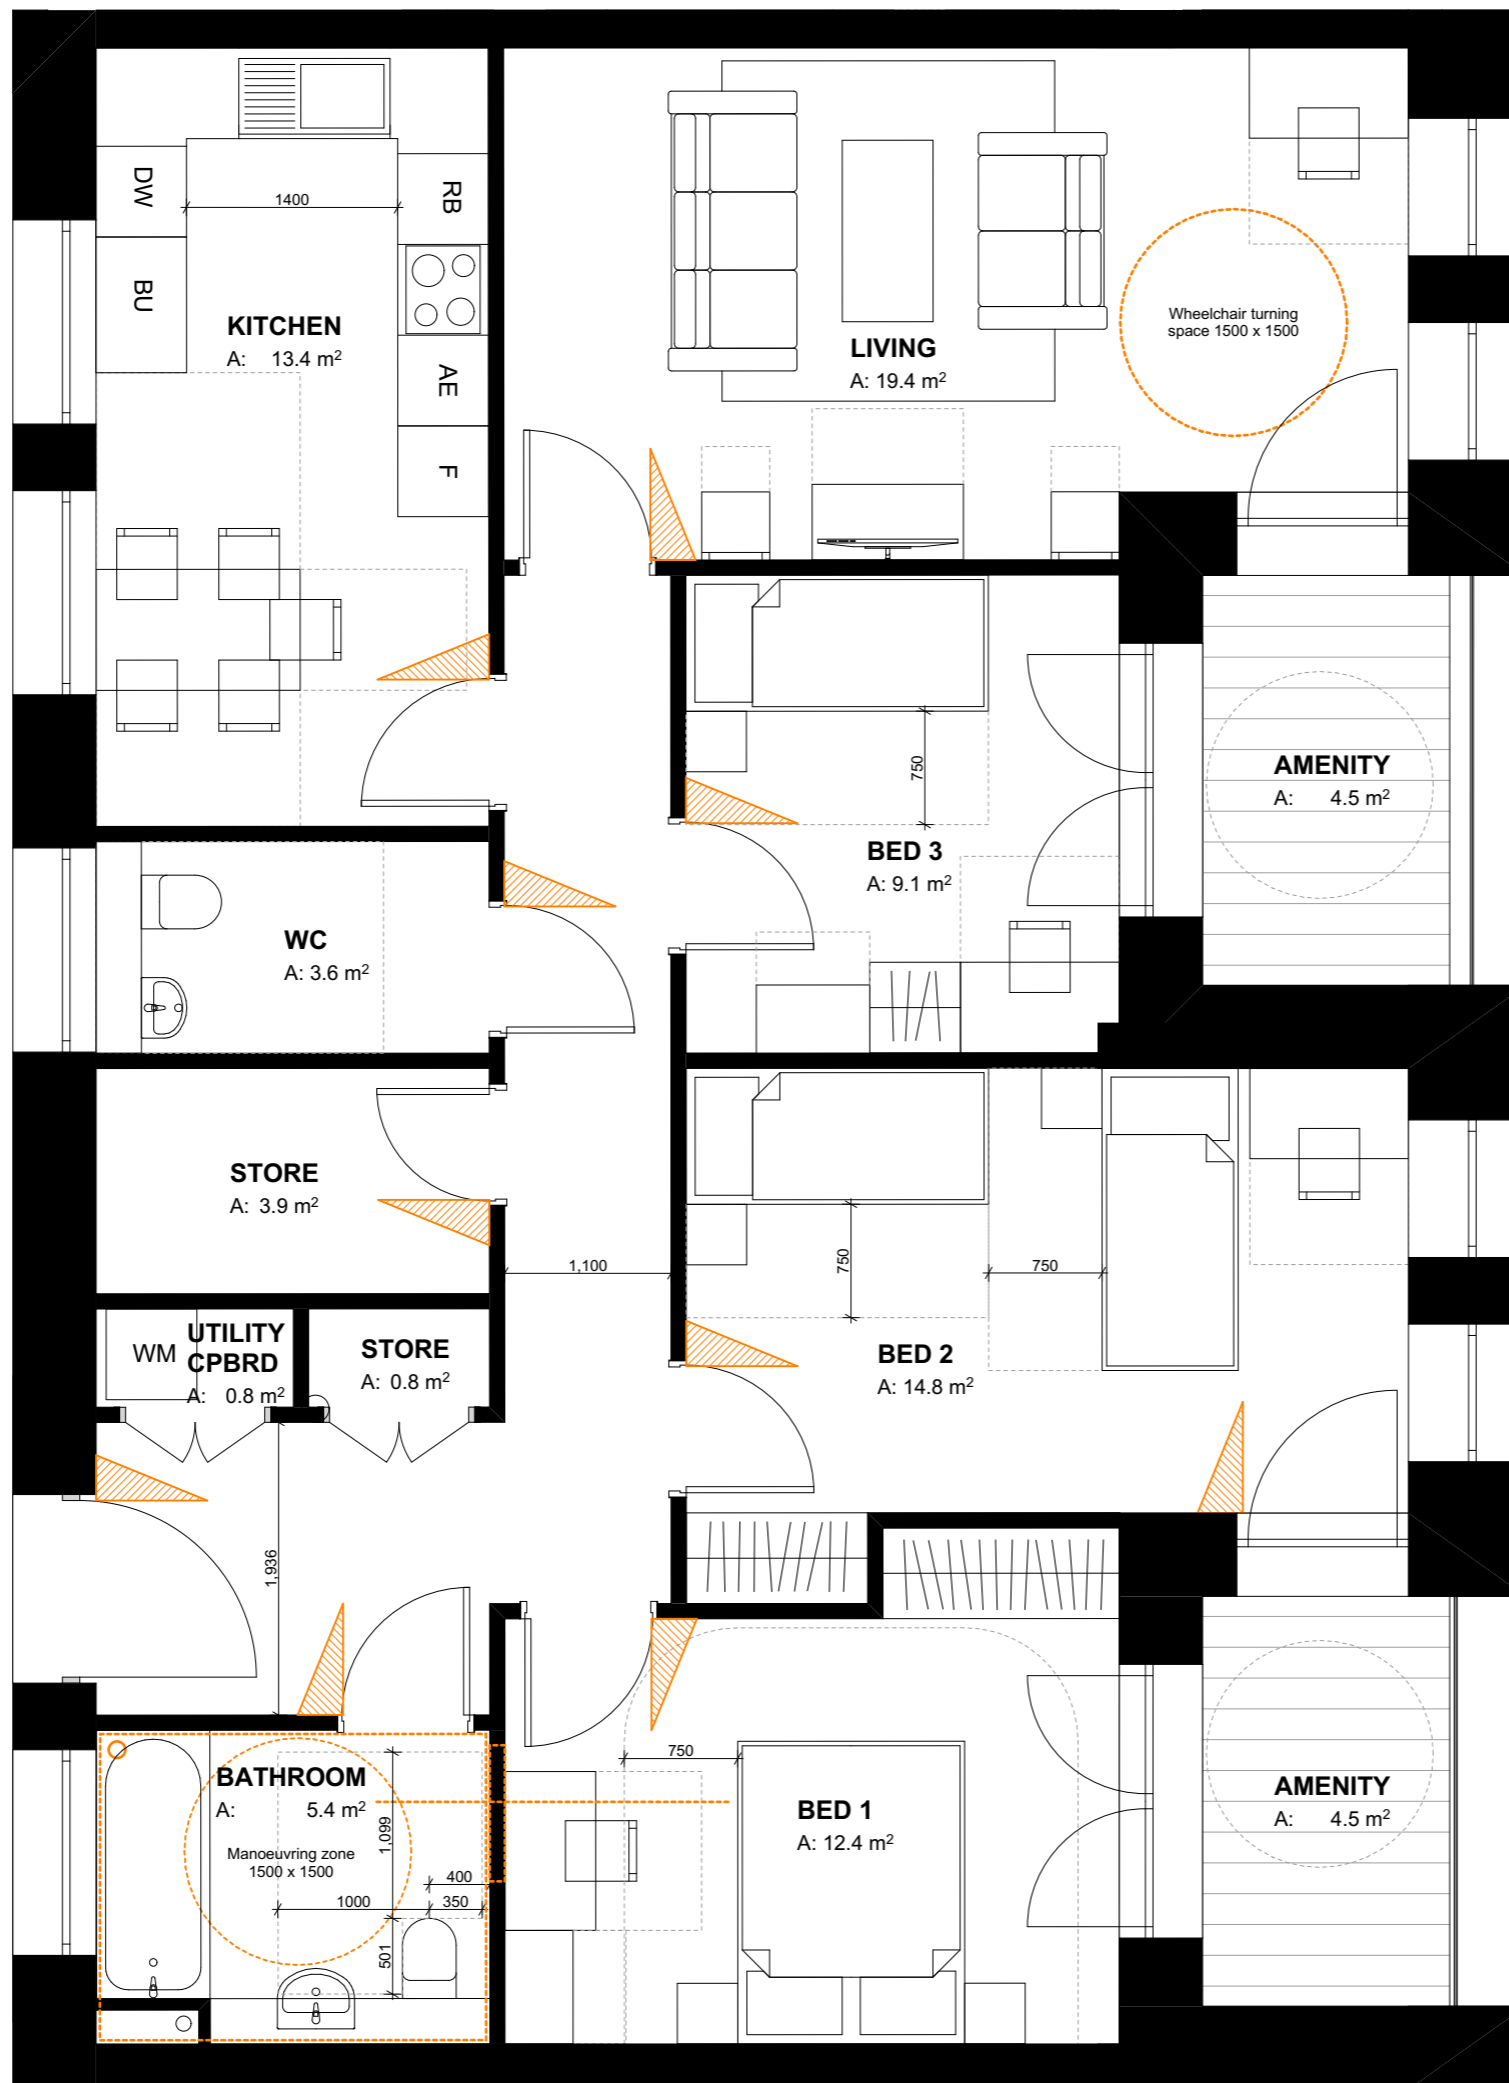 DW
RB
1400
BU
KITCHEN
A: 13.4 m²
AE
F
Wheelchair turning
space 1500 x 1500
LIVING
A: 19.4 m²
750
AMENITY
A: 4.5 m²
BED 3
A: 9.1 m²
WC
A: 3.6 m²
STORE
A: 3.9 m²
1,100
750
750
WM
UTILITY
CPBRD
A: 0.8 m²
STORE
A: 0.8 m²
BED 2
A: 14.8 m²
1,936
BATHROOM
A: 5.4 m²
Manoeuvring zone
1500 x 1500
1,099
400
1000
350
501
750
BED 1
A: 12.4 m²
AMENITY
A: 4.5 m²